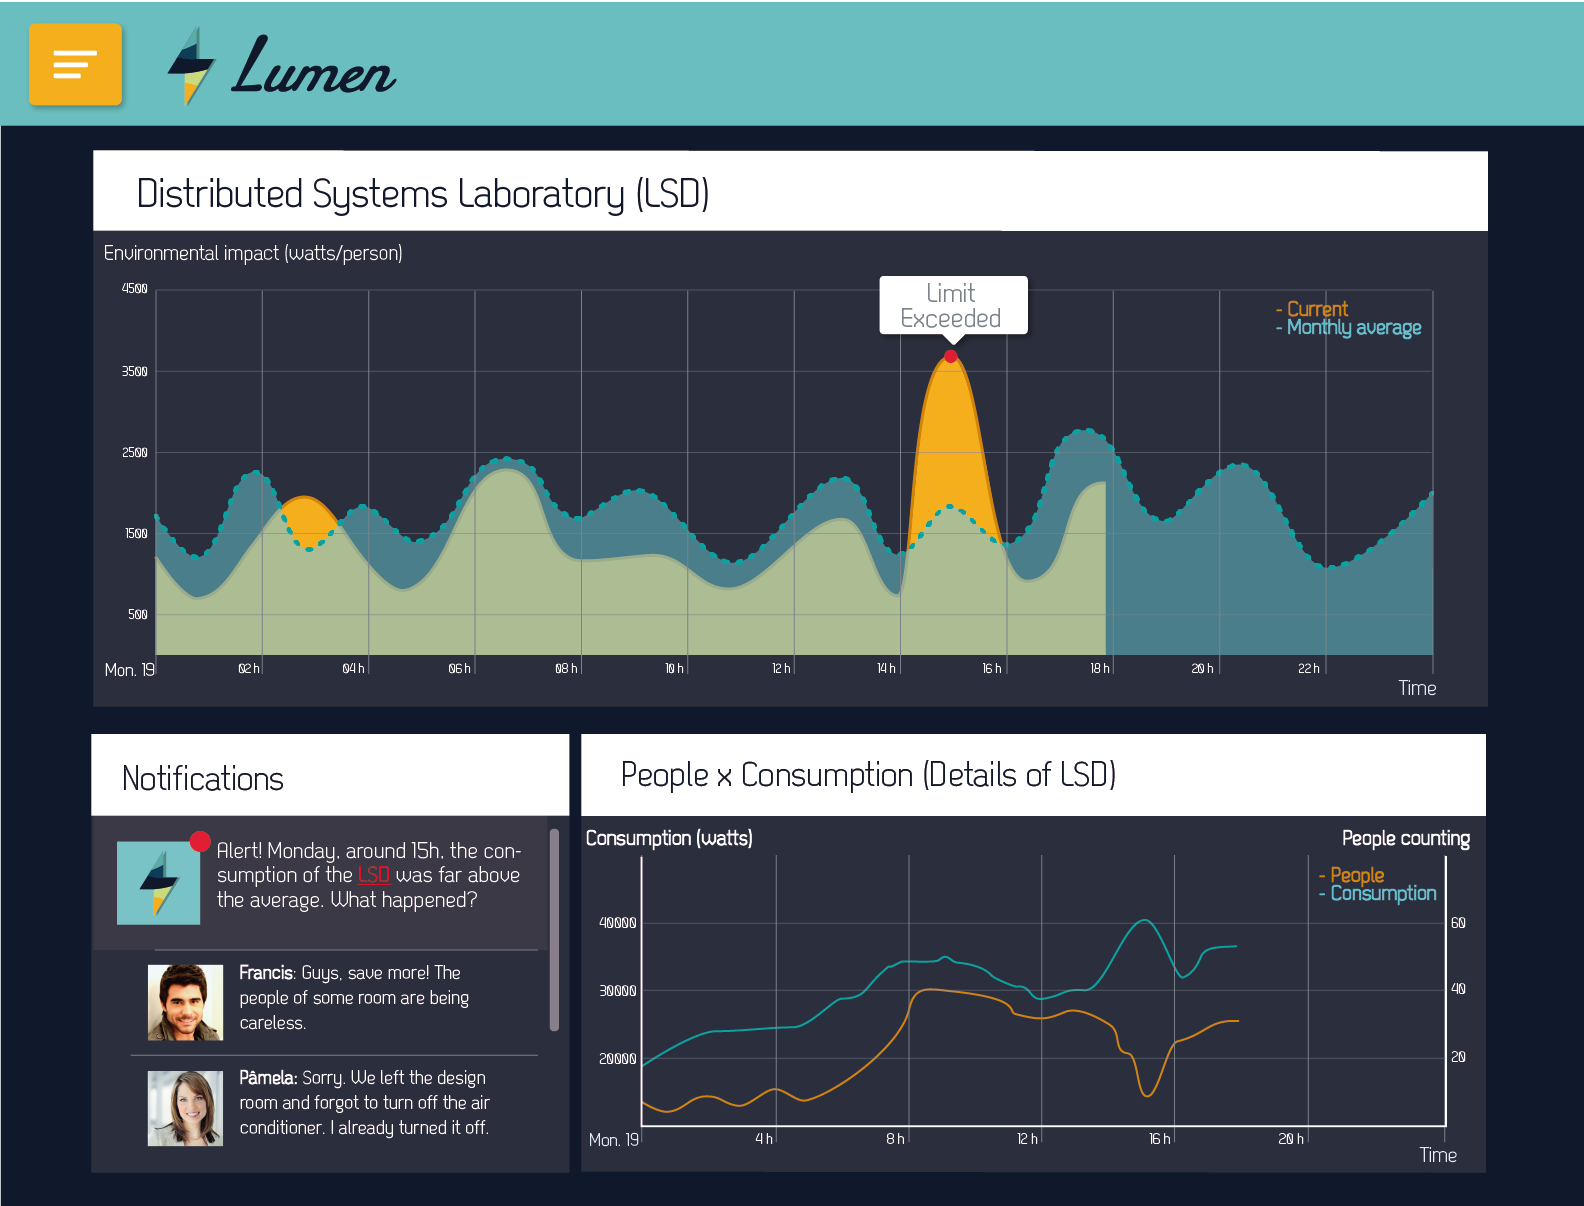 Lumen
Distributed Systems Laboratory (LSD)
Environmental impact (watts/person)
4500
3500
2500
1500
500
Limit
Exceeded
- Current
- Monthly average
Mon. 19
02 h
04 h
06 h
08 h
10 h
12 h
14 h
16 h
18 h
20 h
22 h
Time
Notifications
Alert! Monday, around 15h, the con-
sumption of the LSD was far above
the average. What happened?
Francis: Guys, save more! The
people of some room are being
careless.
Pâmela: Sorry. We left the design
room and forgot to turn off the air
conditioner. I already turned it off.
People x Consumption (Details of LSD)
Consumption (watts)
People counting
- People
- Consumption
40000
30000
20000
60
40
20
Mon. 19
4 h
8 h
12 h
16 h
20 h
Time